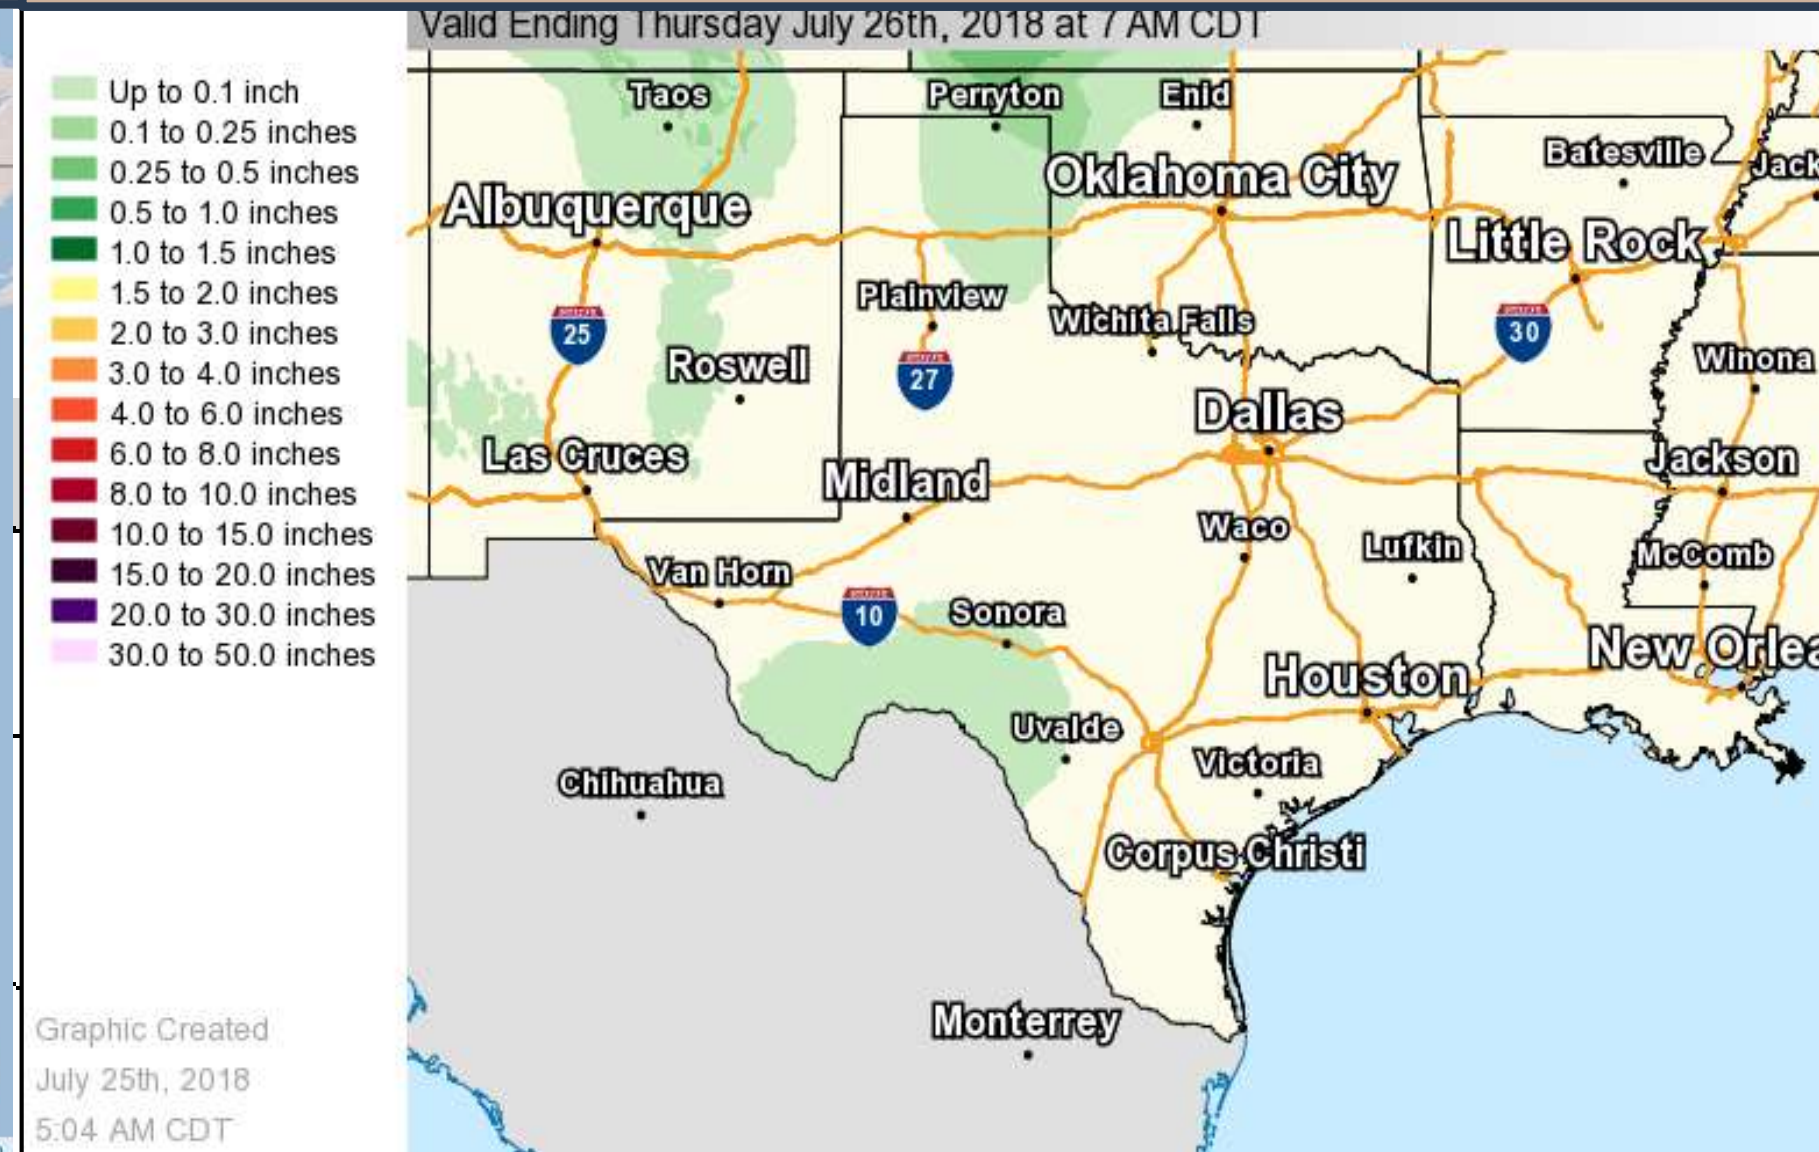 Valid Ending Thursday July 26th, 2018 at 7 AM CDT
Up to 0.1 inch
0.1 to 0.25 inches
0.25 to 0.5 inches
0.5 to 1.0 inches
1.0 to 1.5 inches
1.5 to 2.0 inches
2.0 to 3.0 inches
3.0 to 4.0 inches
4.0 to 6.0 inches
6.0 to 8.0 inches
8.0 to 10.0 inches
10.0 to 15.0 inches
15.0 to 20.0 inches
20.0 to 30.0 inches
30.0 to 50.0 inches
Graphic Created
July 25th, 2018
5:04 AM CDT
Taos
Perryton
Enid
Batesville
Jack
Oklahoma City
Albuquerque
Little Rock
Plainview
Wichita Falls
25
30
Winona
Roswell
27
Dallas
Las Cruces
Jackson
Midland
Waco
Lufkin
McComb
Van Horn
10
Sonora
New Orlea
Houston
Uvalde
Victoria
Chihuahua
Corpus Christi
Monterrey